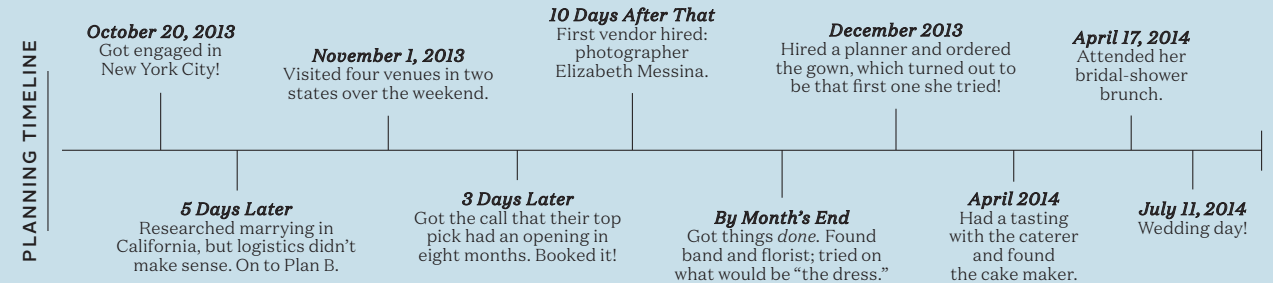 PLANNING TIMELINE
October 20, 2013
Got engaged in
New York City!
5 Days Later
Researched marrying in
California, but logistics didn't
make sense. On to Plan B.
November 1, 2013
Visited four venues in two
states over the weekend.
3 Days Later
Got the call that their top
pick had an opening in
eight months. Booked it!
10 Days After That
First vendor hired:
photographer
Elizabeth Messina.
By Month's End
Got things done. Found
band and florist; tried on
what would be “the dress.”
December 2013
Hired a planner and ordered
the gown, which turned out to
be that first one she tried!
April 2014
Had a tasting
with the caterer
and found
the cake maker.
April 17, 2014
Attended her
bridal-shower
brunch.
July 11, 2014
Wedding day!